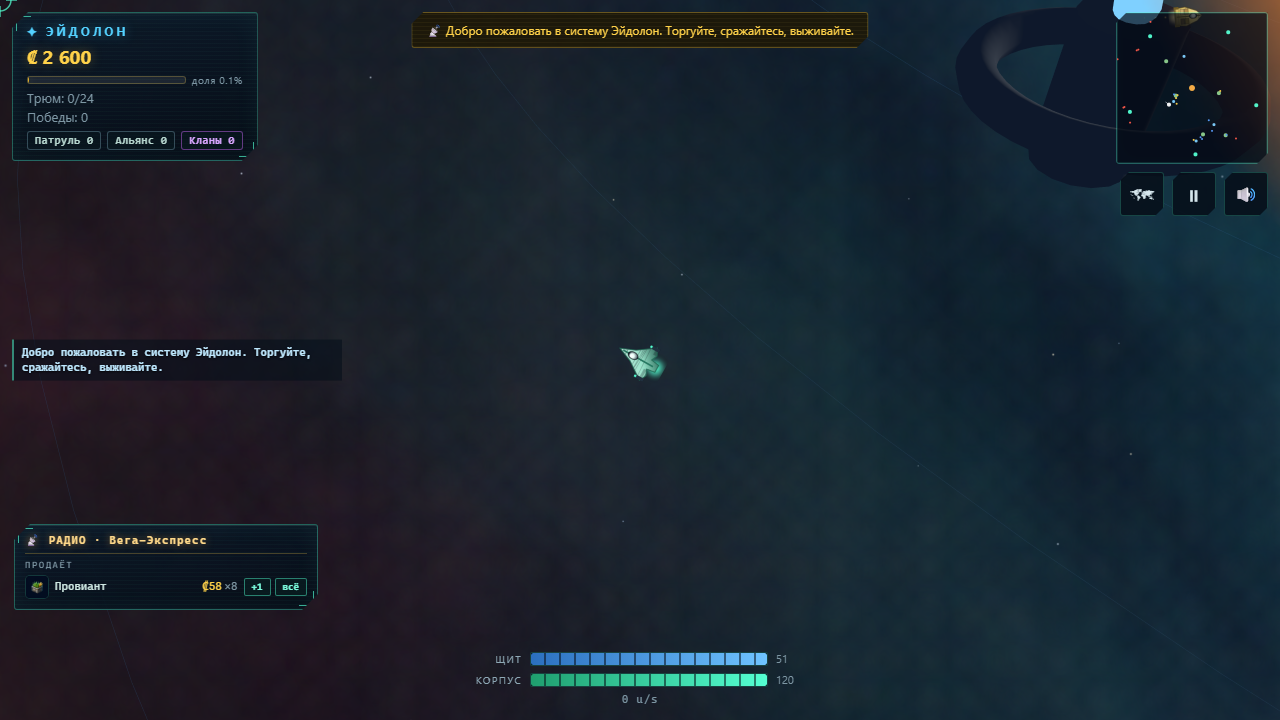 ЭЙДОЛОН
₡ 2 600
доля 0.1%
Трюм: 0/24
Победы: 0
Патруль 0 Альянс 0 Кланы 0
Добро пожаловать в систему Эйдолон. Торгуйте, сражайтесь, выживайте.
Добро пожаловать в систему Эйдолон. Торгуйте,
сражайтесь, выживайте.
РАДИО · Вега-Экспресс
ПРОДАЁТ
Провиант ₡58 ×8 +1 всё
ЩИТ 51
КОРПУС 120
0 u/s